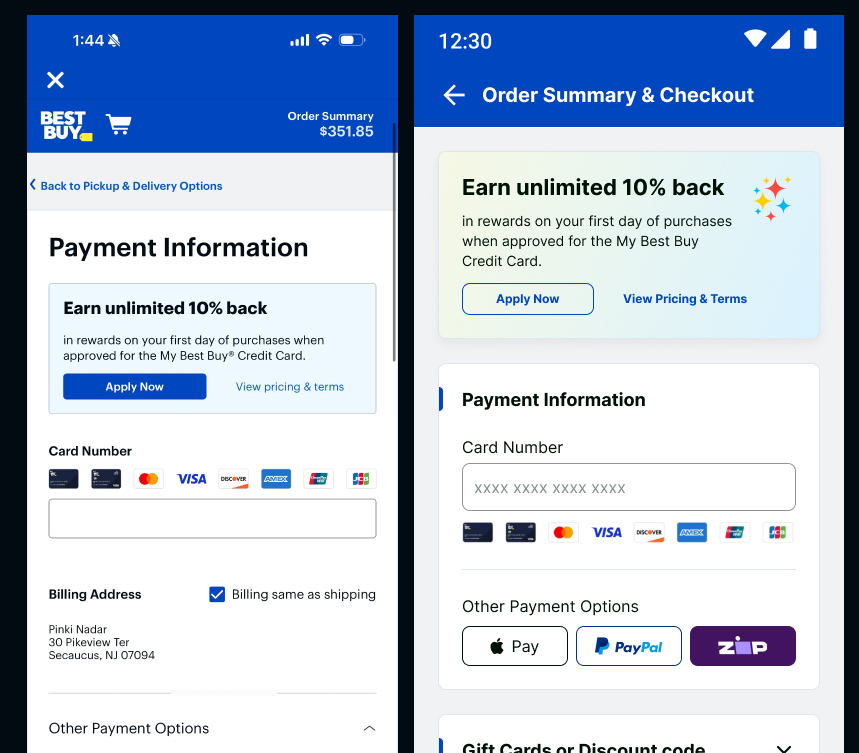 1:44
BEST
BUY
Order Summary
$351.85
Back to Pickup & Delivery Options
Payment Information
Earn unlimited 10% back
in rewards on your first day of purchases when
approved for the My Best Buy® Credit Card.
Apply Now
View pricing & terms
Card Number
VISA
DISCOVER
AMEX
JCB
Billing Address
Billing same as shipping
Pinki Nadar
30 Pikeview Ter
Secaucus, NJ 07094
Other Payment Options
12:30
Order Summary & Checkout
Earn unlimited 10% back
in rewards on your first day of purchases
when approved for the My Best Buy
Credit Card.
Apply Now
View Pricing & Terms
Payment Information
Card Number
xxxx xxxx xxxx xxxx
VISA
DISCOVER
AMEX
JCB
Other Payment Options
Pay
PayPal
ZIP
Gift Cards or Discount code